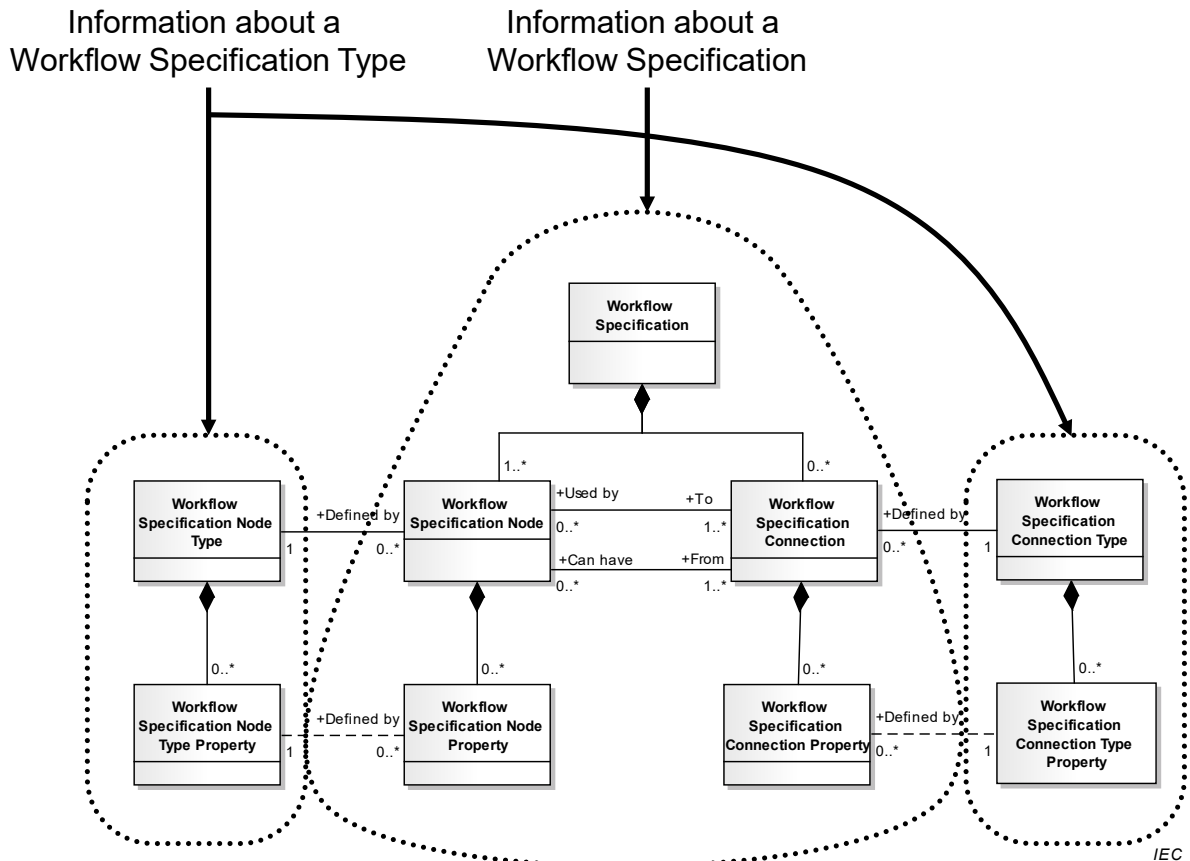 Information about a
Workflow Specification Type
Information about a
Workflow Specification
Workflow
Specification
1..*
0..*
Workflow
Specification Node
Type
+Defined by
1
0..*
Workflow
Specification Node
+Used by
0..*
+To
1..*
+Can have
0..*
+From
1..*
Workflow
Specification
Connection
+Defined by
0..*
1
Workflow
Specification
Connection Type
0..*
0..*
0..*
0..*
Workflow
Specification Node
Type Property
+Defined by
1
0..*
Workflow
Specification Node
Property
Workflow
Specification
Connection Property
+Defined by
0..*
1
Workflow
Specification
Connection Type
Property
IEC